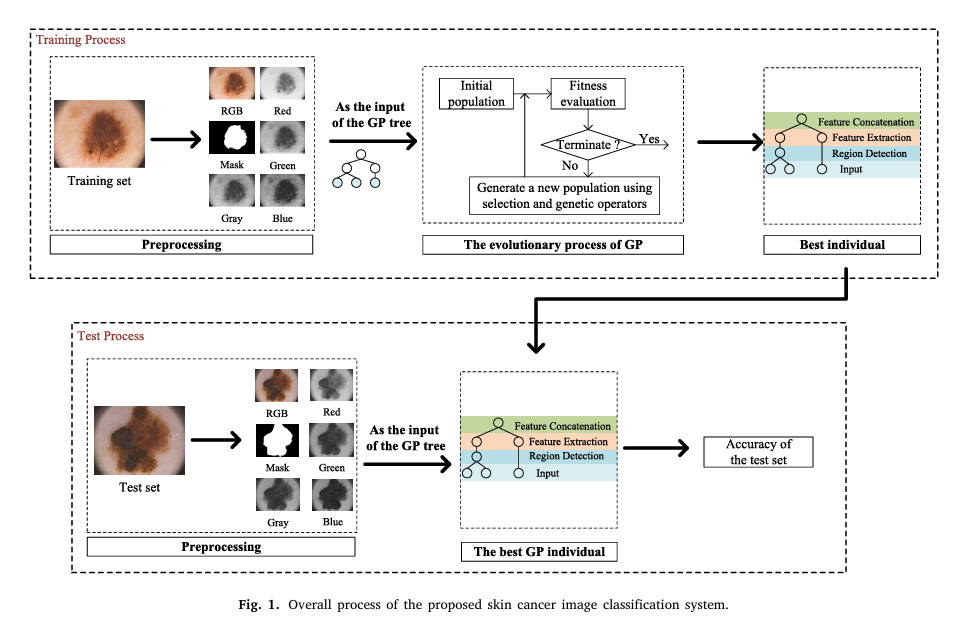 Training Process
Training set
RGB
Red
Mask
Green
Gray
Blue
Preprocessing
As the input
of the GP tree
Initial
population
Fitness
evaluation
Terminate ?
Yes
No
Generate a new population using
selection and genetic operators
The evolutionary process of GP
Feature Concatenation
Feature Extraction
Region Detection
Input
Best individual
Test Process
Test set
RGB
Red
Mask
Green
Gray
Blue
Preprocessing
As the input
of the GP tree
Feature Concatenation
Feature Extraction
Region Detection
Input
The best GP individual
Accuracy of
the test set
Fig. 1. Overall process of the proposed skin cancer image classification system.